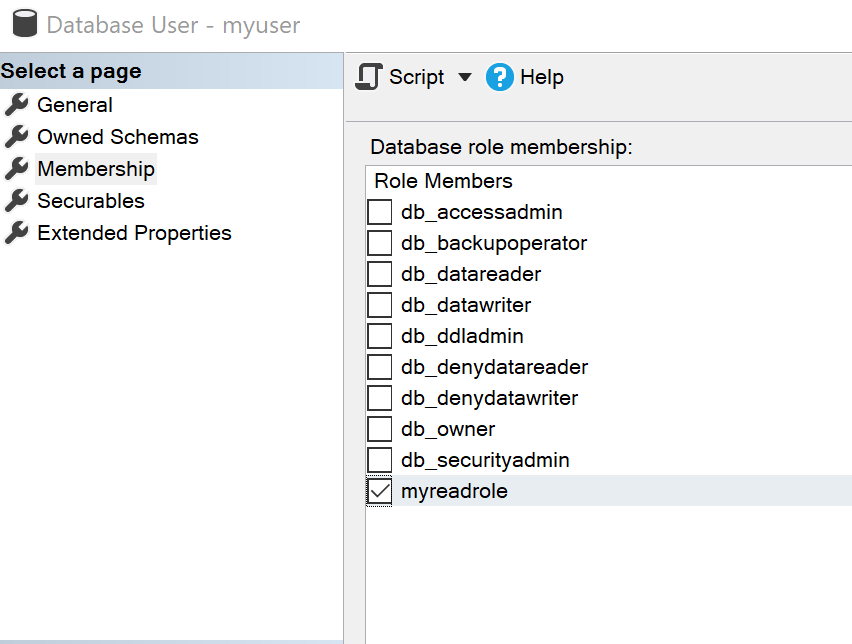 Database User - myuser
Select a page
General
Owned Schemas
Membership
Securables
Extended Properties
Script
? Help
Database role membership:
Role Members
db_accessadmin
db_backupoperator
db_datareader
db_datawriter
db_ddladmin
db_denydatareader
db_denydatawriter
db_owner
db_securityadmin
myreadrole